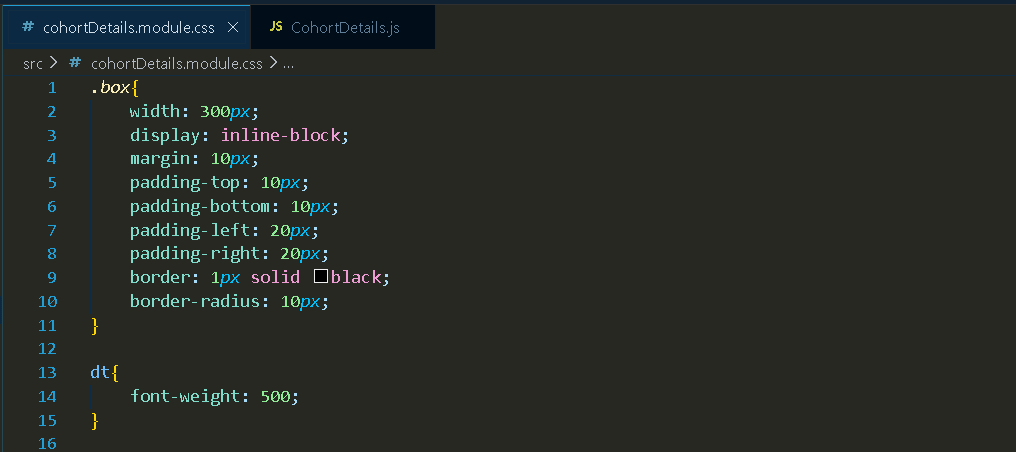 # cohortDetails.module.css × JS CohortDetails.js
src > # cohortDetails.module.css > ...
1 .box{
2 width: 300px;
3 display: inline-block;
4 margin: 10px;
5 padding-top: 10px;
6 padding-bottom: 10px;
7 padding-left: 20px;
8 padding-right: 20px;
9 border: 1px solid black;
10 border-radius: 10px;
11 }
12
13 dt{
14 font-weight: 500;
15 }
16